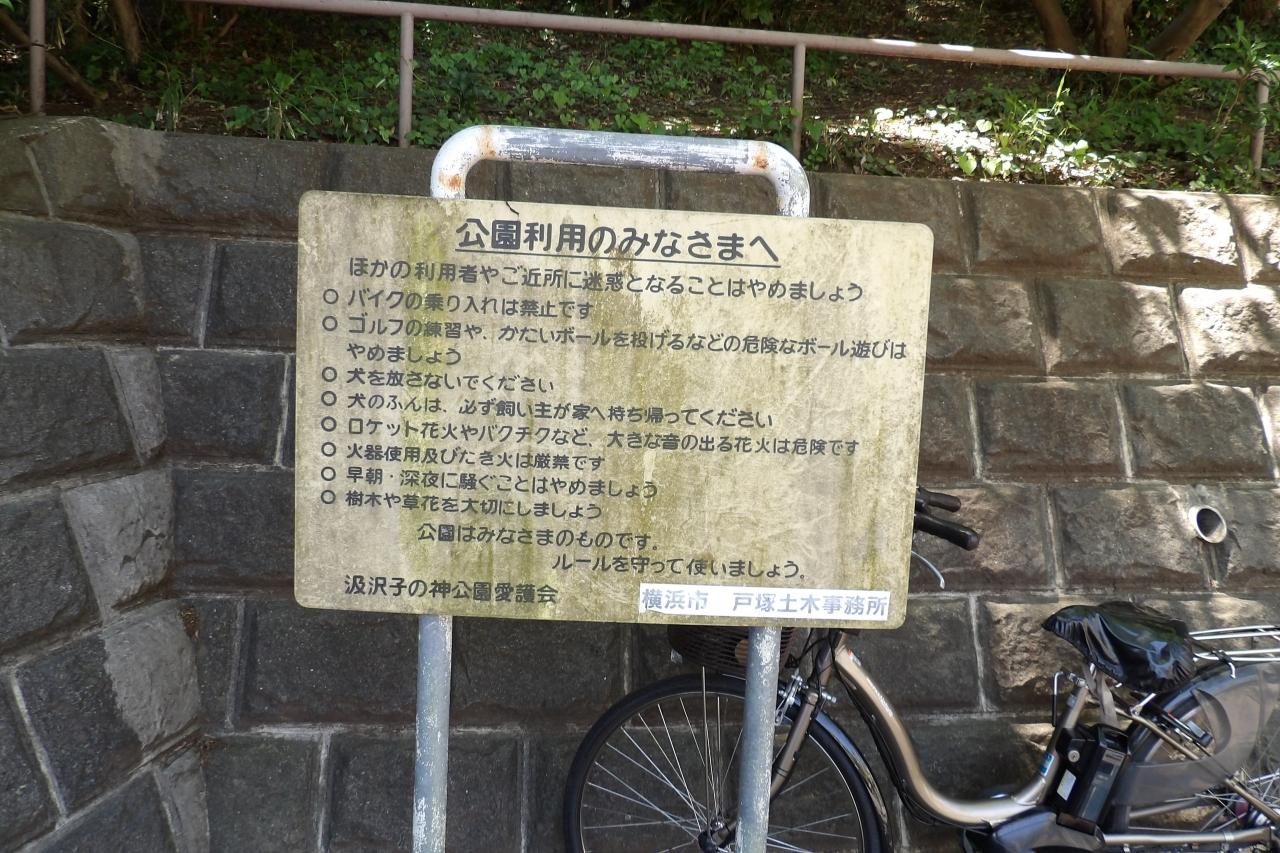 公園利用のみなさまへ
ほかの利用者やご近所に迷惑となることはやめましょう
○ バイクの乗り入れは禁止です
○ ゴルフの練習や、かたいボールを投げるなどの危険なボール遊びは
やめましょう
○ 犬を放さないでください
○ 犬のふんは、必ず飼い主が家へ持ち帰ってください
○ ロケット花火やバクチクなど、大きな音の出る花火は危険です
○ 火器使用及びたき火は厳禁です
○ 早朝・深夜に騒ぐことはやめましょう
○ 樹木や草花を大切にしましょう
公園はみなさまのものです。
ルールを守って使いましょう。
汲沢子の神公園愛護会
横浜市 戸塚土木事務所